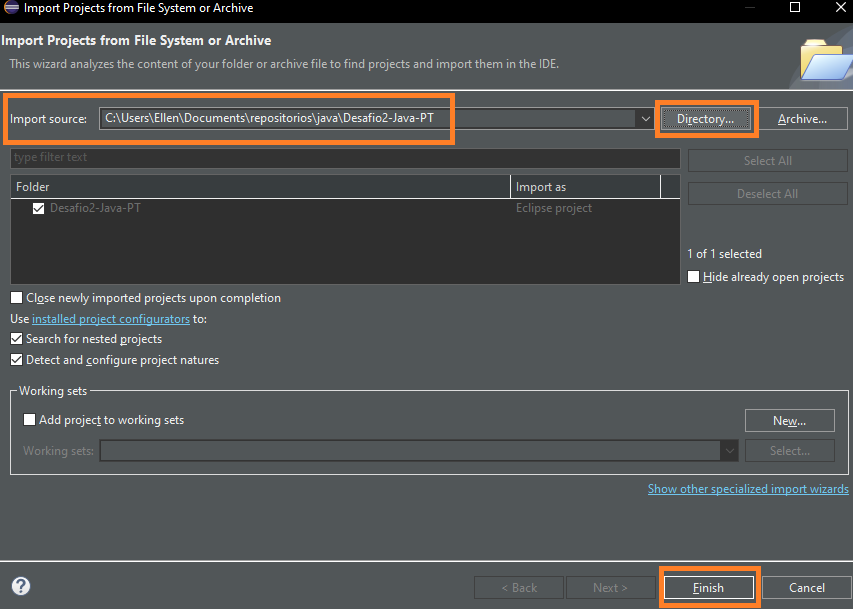 Import Projects from File System or Archive
Import Projects from File System or Archive
This wizard analyzes the content of your folder or archive file to find projects and import them in the IDE.
Import source: C:\Users\Ellen\Documents\repositorios\java\Desafio2-Java-PT Directory... Archive...
type filter text Select All
Folder Import as Deselect All
Desafio2-Java-PT Eclipse project
1 of 1 selected
Hide already open projects
Close newly imported projects upon completion
Use installed project configurators to:
Search for nested projects
Detect and configure project natures
Working sets
Add project to working sets New...
Working sets: Select...
Show other specialized import wizards
? < Back Next > Finish Cancel